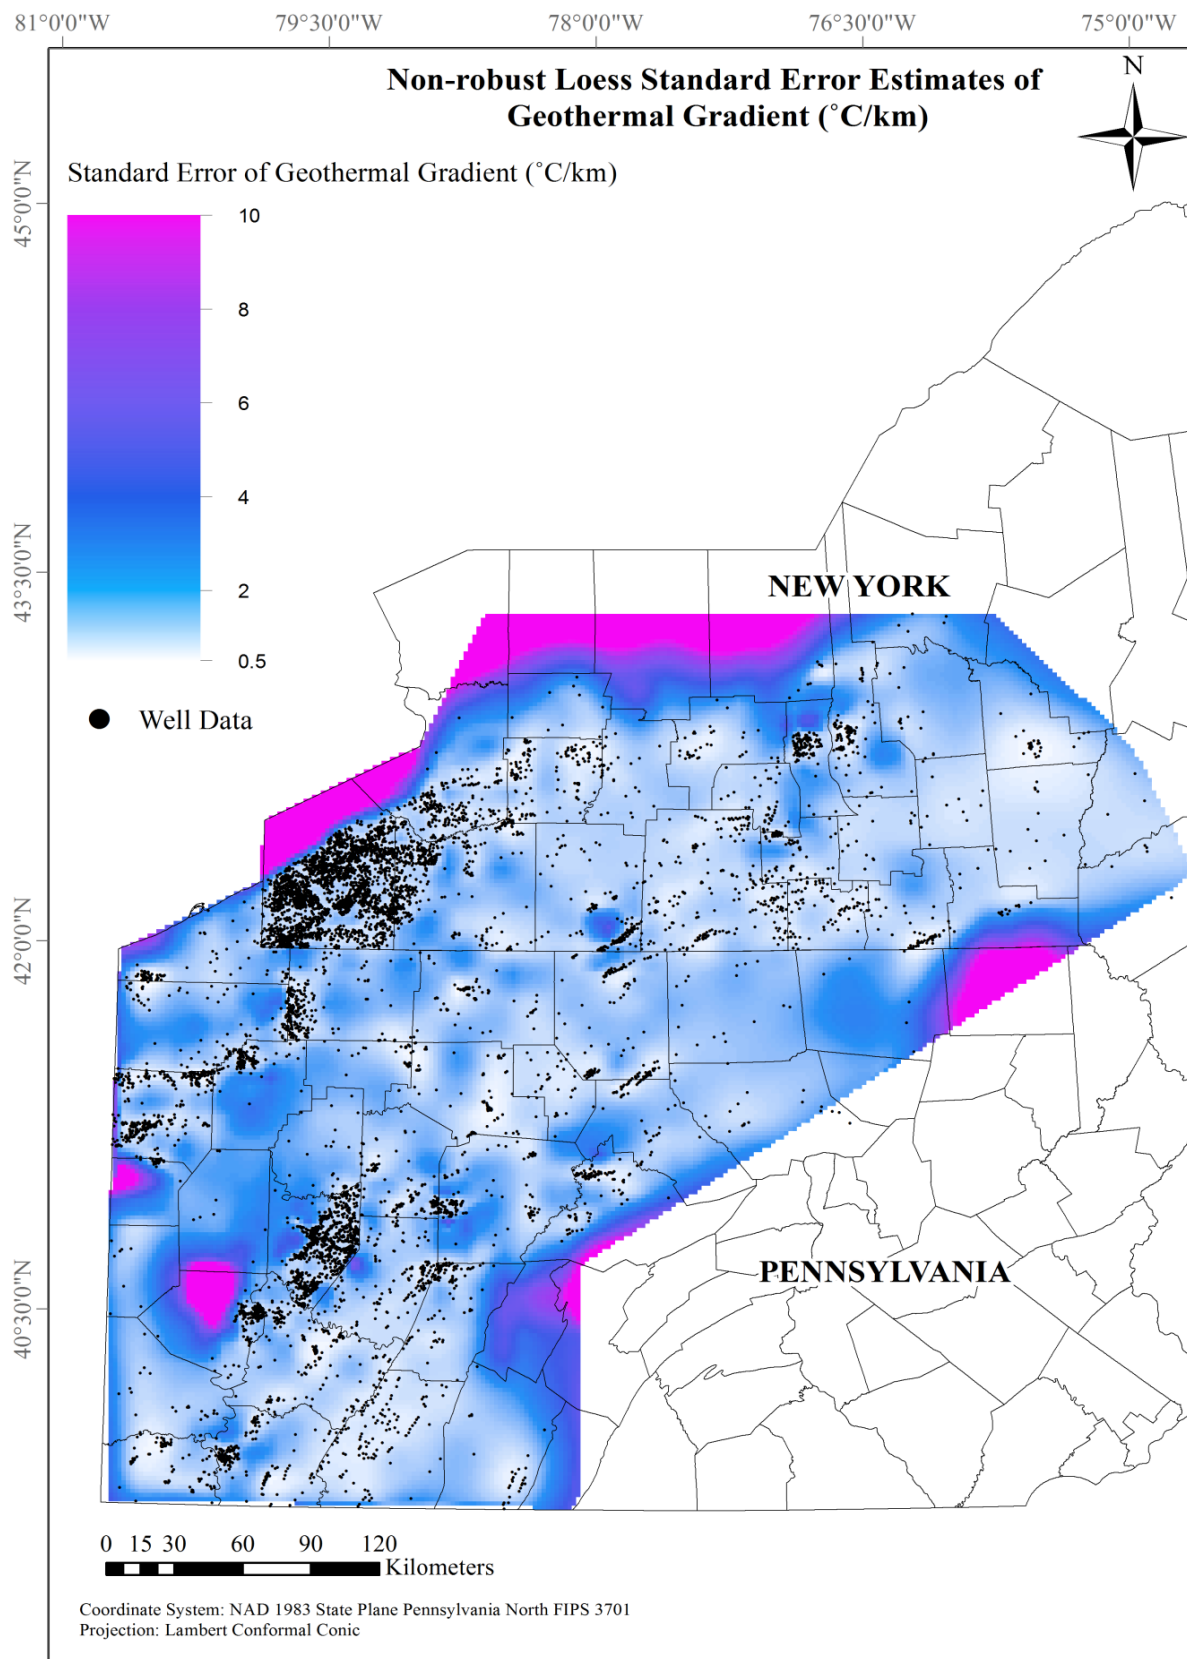 81°0'0"W 79°30'0"W 78°0'0"W 76°30'0"W 75°0'0"W
Non-robust Loess Standard Error Estimates of
Geothermal Gradient (˚C/km)
N
Standard Error of Geothermal Gradient (˚C/km)
10
8
6
4
2
0.5
Well Data
45°0'0"N
43°30'0"N
42°0'0"N
40°30'0"N
NEW YORK
PENNSYLVANIA
0 15 30 60 90 120
Kilometers
Coordinate System: NAD 1983 State Plane Pennsylvania North FIPS 3701
Projection: Lambert Conformal Conic